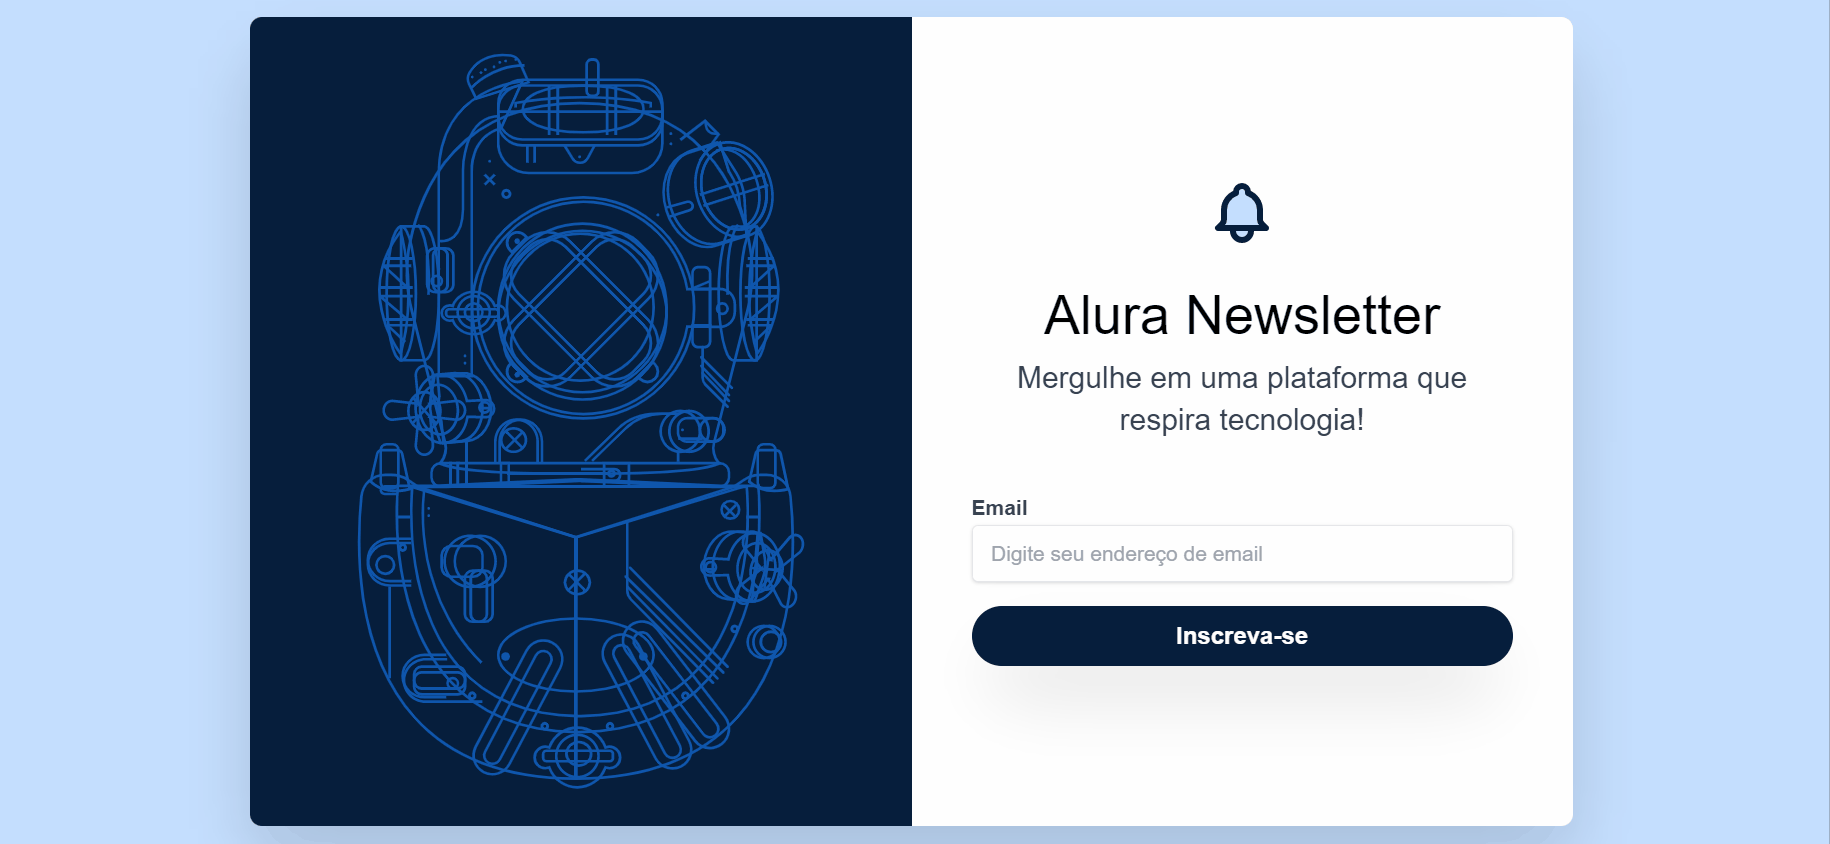 Alura Newsletter
Mergulhe em uma plataforma que
respira tecnologia!
Email
Digite seu endereço de email
Inscreva-se